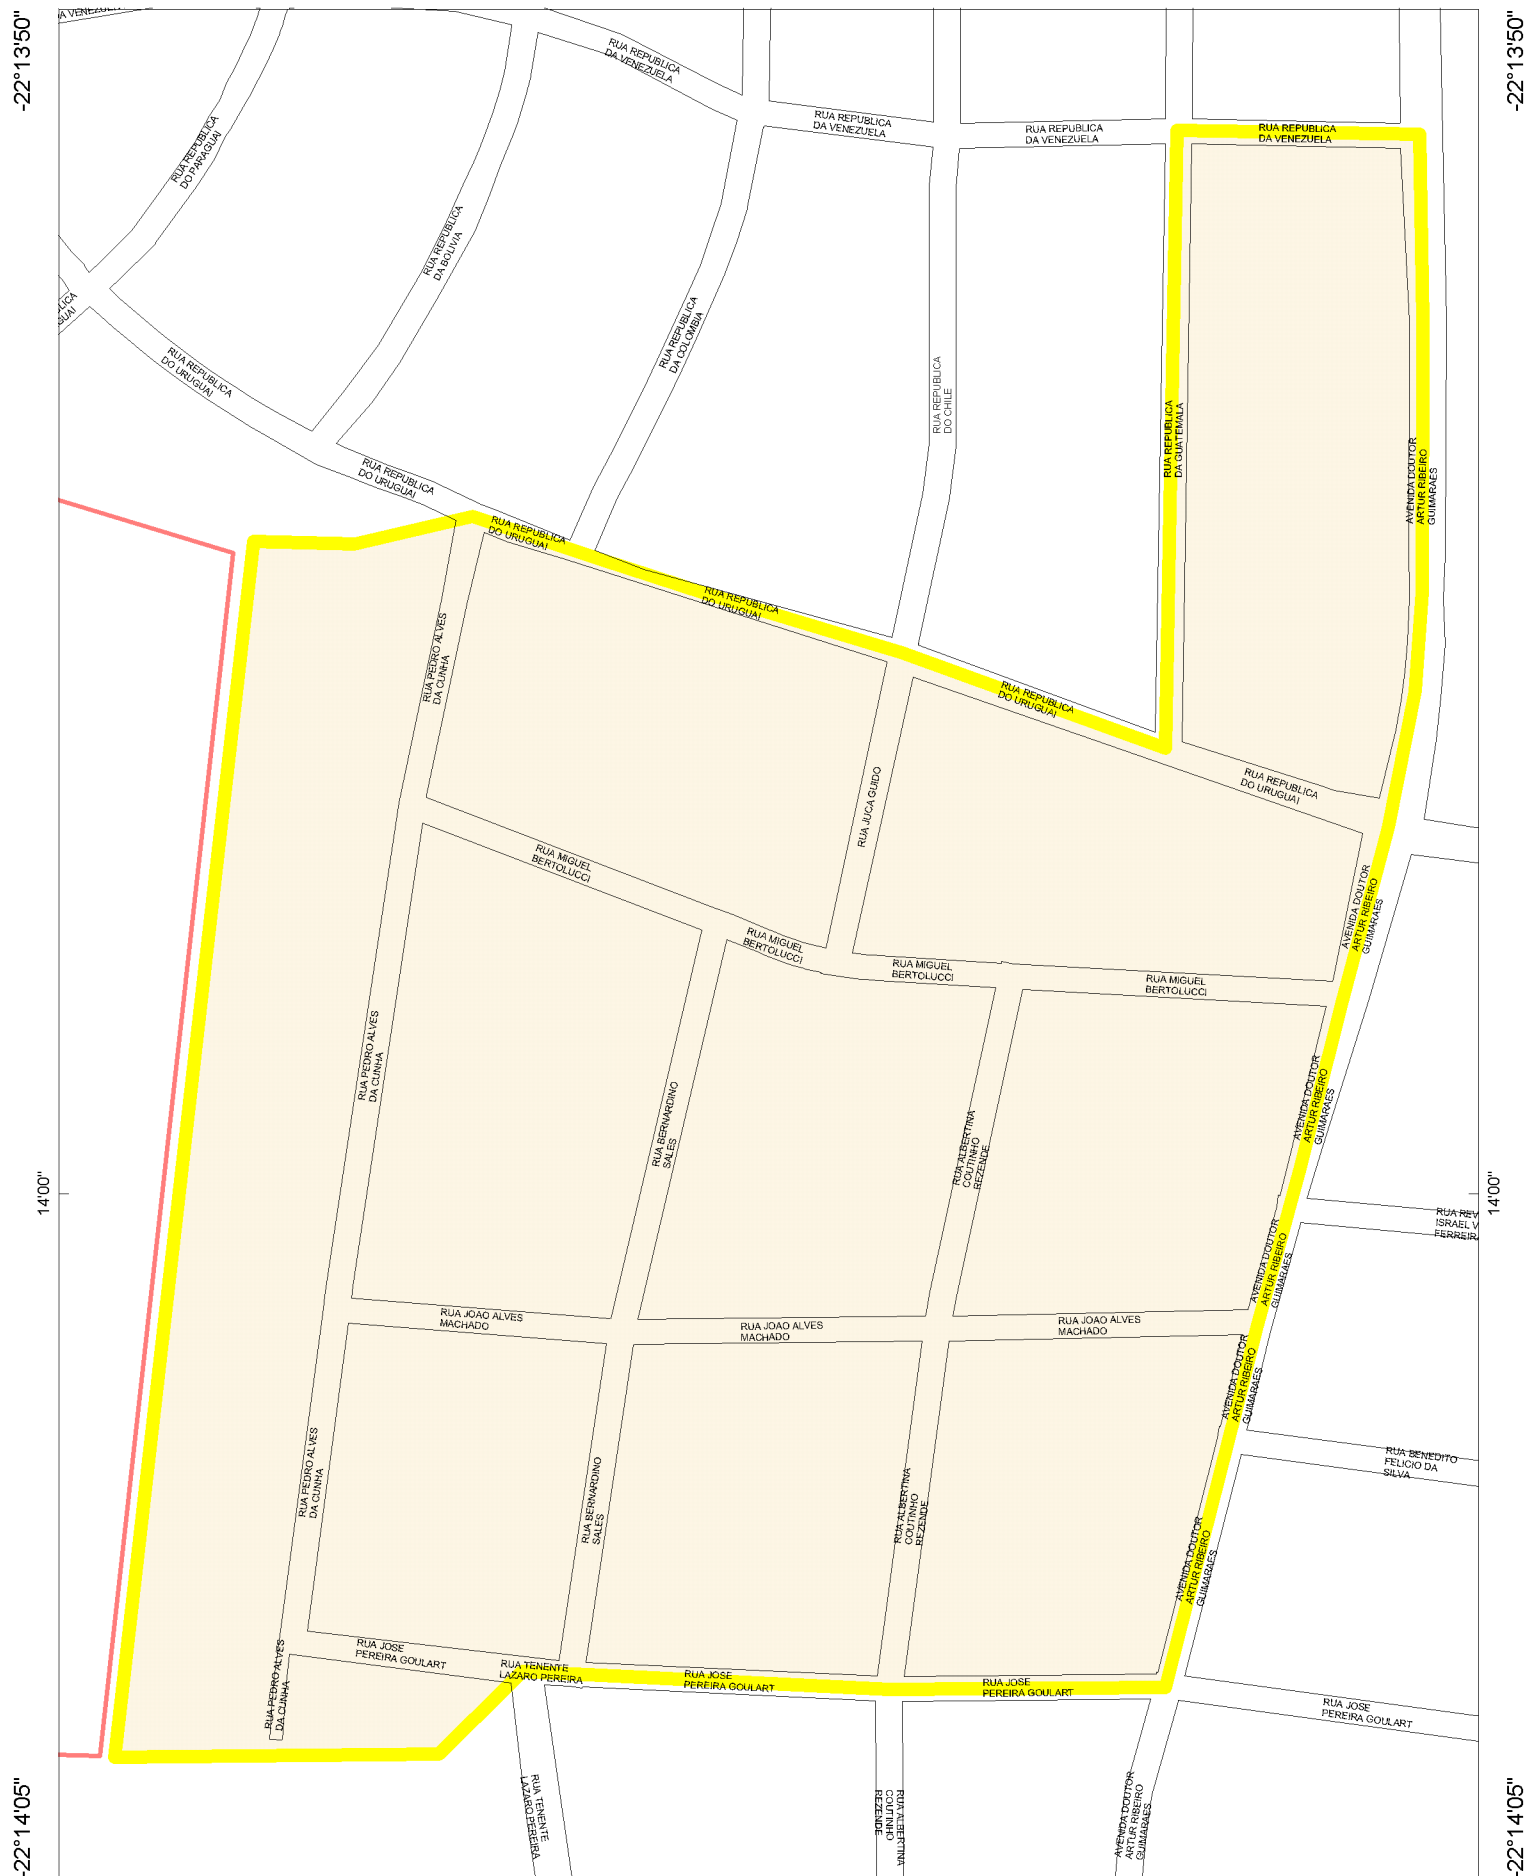 -22°13'50"
-22°13'50"
RUA REPUBLICA
DA VENEZUELA
RUA REPUBLICA
DA VENEZUELA
RUA REPUBLICA
DA VENEZUELA
RUA REPUBLICA
DA VENEZUELA
RUA REPUBLICA
DO PARAGUAI
RUA REPUBLICA
DA BOLIVIA
RUA REPUBLICA
DA COLOMBIA
RUA REPUBLICA
DO CHILE
RUA REPUBLICA
DA GUATEMALA
AVENIDA DOUTOR
ARTUR RIBEIRO
GUIMARAES
RUA REPUBLICA
DO URUGUAI
RUA REPUBLICA
DO URUGUAI
RUA REPUBLICA
DO URUGUAI
RUA REPUBLICA
DO URUGUAI
RUA REPUBLICA
DO URUGUAI
RUA REPUBLICA
DO URUGUAI
RUA PEDRO ALVES
DA CUNHA
RUA JUCA GUIDO
RUA MIGUEL
BERTOLUCCI
RUA MIGUEL
BERTOLUCCI
RUA MIGUEL
BERTOLUCCI
RUA MIGUEL
BERTOLUCCI
AVENIDA DOUTOR
ARTUR RIBEIRO
GUIMARAES
RUA PEDRO ALVES
DA CUNHA
RUA BERNARDINO
SALES
RUA ALBERTINA
COUTINHO
REZENDE
AVENIDA DOUTOR
ARTUR RIBEIRO
GUIMARAES
14'00"
14'00"
RUA REV
ISRAEL V
FERREIR
AVENIDA DOUTOR
ARTUR RIBEIRO
GUIMARAES
RUA JOAO ALVES
MACHADO
RUA JOAO ALVES
MACHADO
RUA JOAO ALVES
MACHADO
AVENIDA DOUTOR
ARTUR RIBEIRO
GUIMARAES
RUA PEDRO ALVES
DA CUNHA
RUA BERNARDINO
SALES
RUA ALBERTINA
COUTINHO
REZENDE
RUA BENEDITO
FELICIO DA
SILVA
AVENIDA DOUTOR
ARTUR RIBEIRO
GUIMARAES
RUA PEDRO ALVES
DA CUNHA
RUA JOSE
PEREIRA GOULART
RUA TENENTE
LAZARO PEREIRA
RUA JOSE
PEREIRA GOULART
RUA JOSE
PEREIRA GOULART
RUA JOSE
PEREIRA GOULART
RUA TENENTE
LAZARO PEREIRA
RUA ALBERTINA
COUTINHO
REZENDE
AVENIDA DOUTOR
ARTUR RIBEIRO
GUIMARAES
-22°14'05"
-22°14'05"